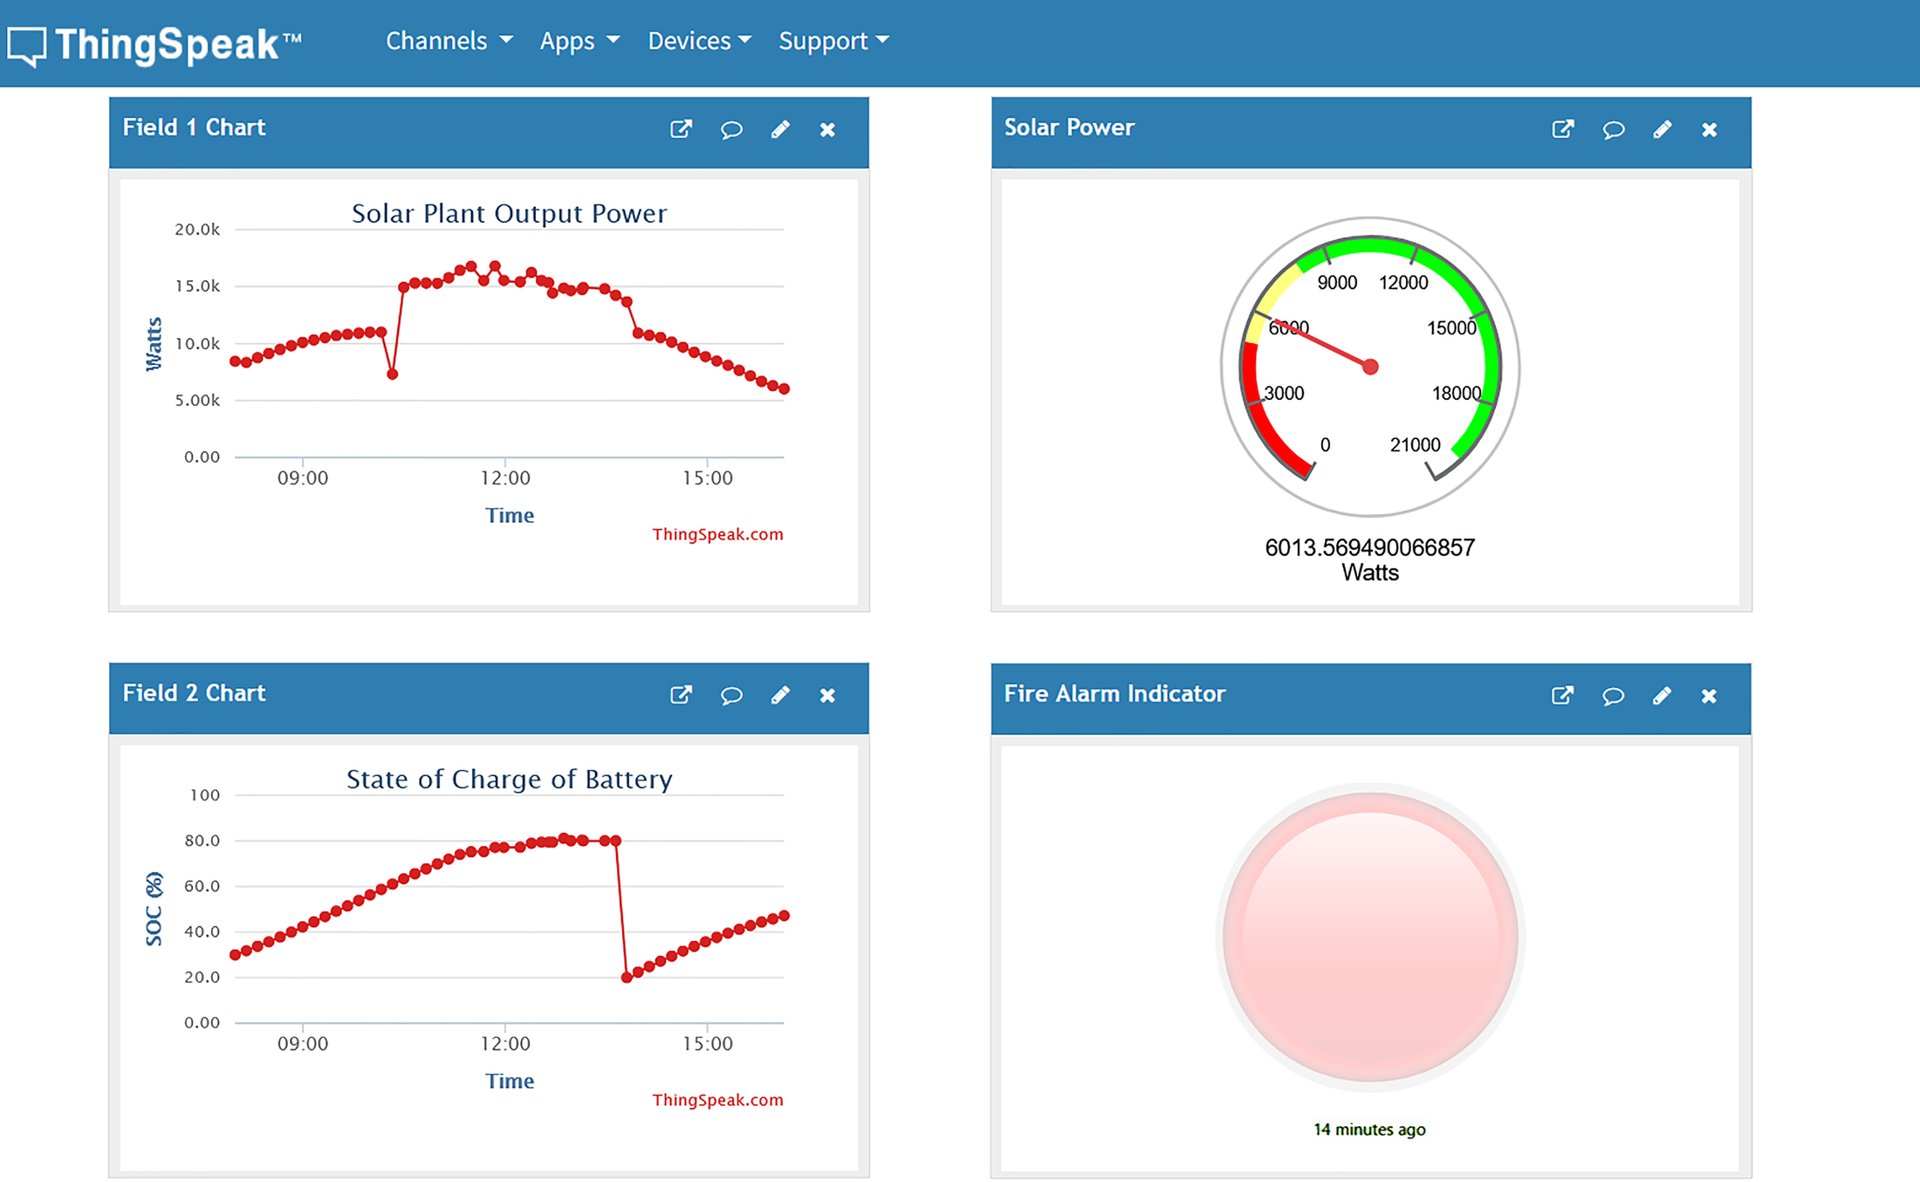 ThingSpeak™ Channels Apps Devices Support
Field 1 Chart
Solar Plant Output Power
20.0k
15.0k
10.0k
5.00k
0.00
Watts
09:00 12:00 15:00
Time
ThingSpeak.com
Solar Power
9000 12000
6000 15000
3000 18000
0 21000
6013.569490066857
Watts
Field 2 Chart
State of Charge of Battery
100
80.0
60.0
40.0
20.0
0.00
SOC (%)
09:00 12:00 15:00
Time
ThingSpeak.com
Fire Alarm Indicator
14 minutes ago